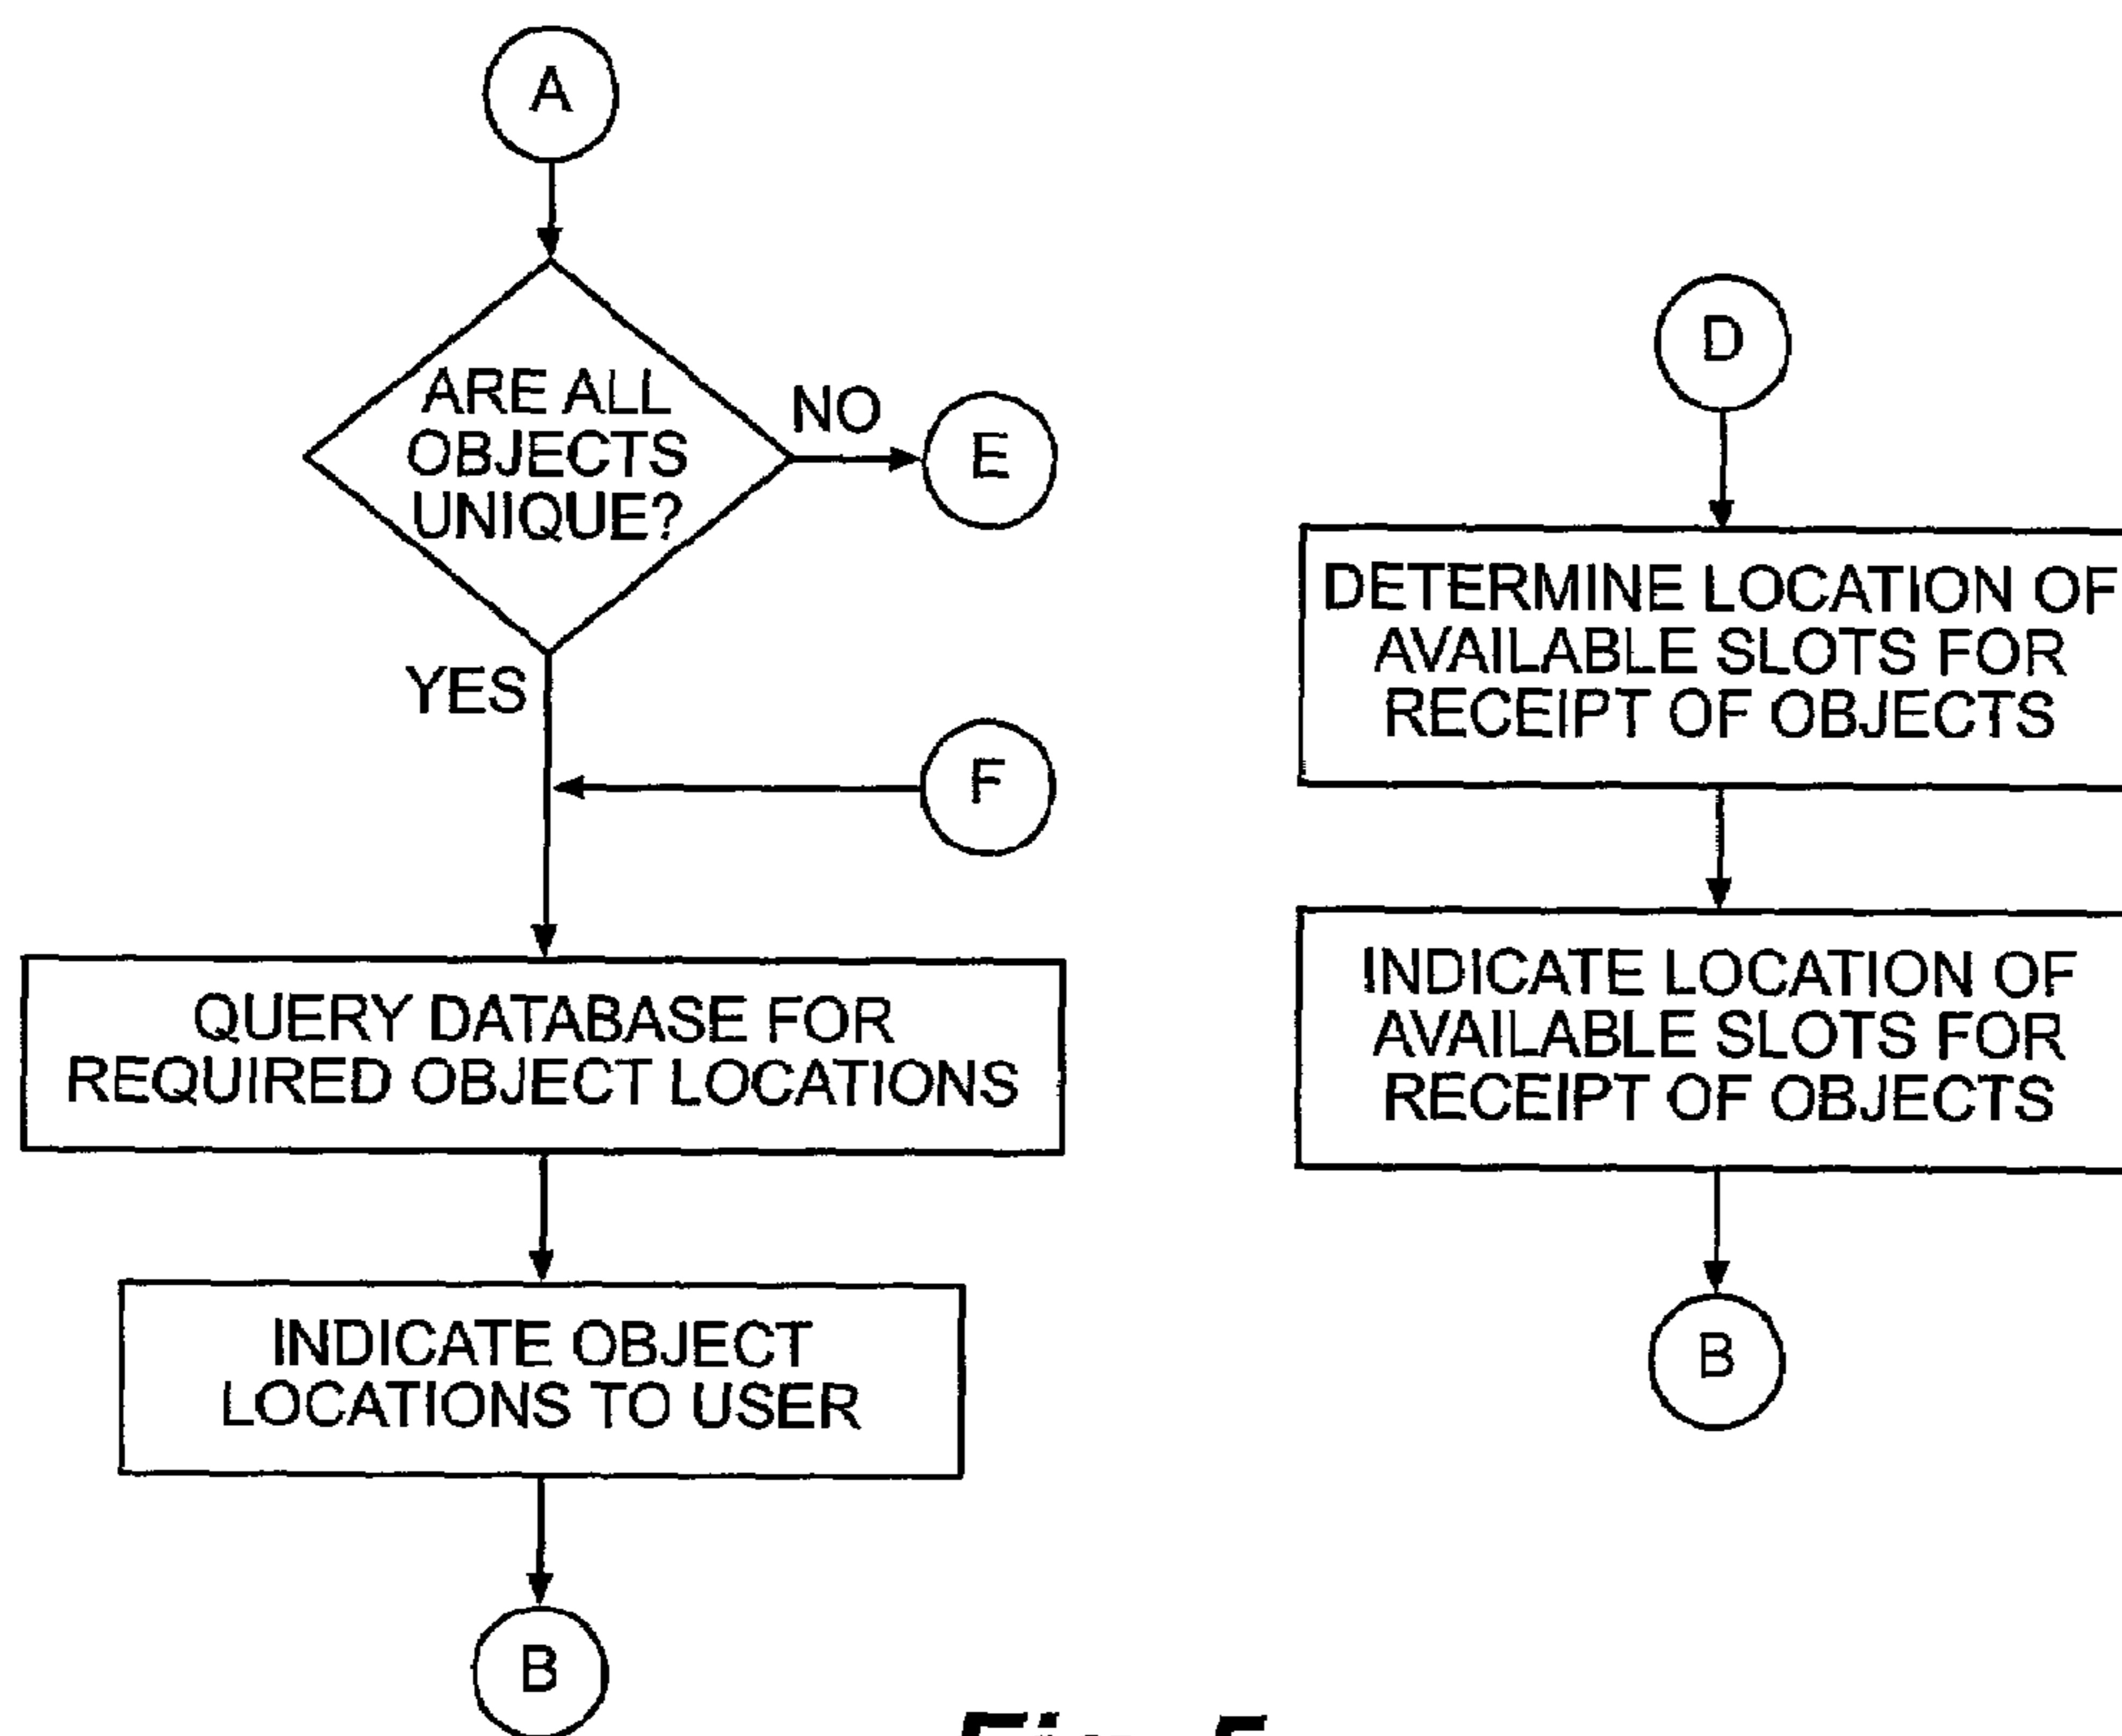 A
ARE ALL
OBJECTS
UNIQUE?
NO
E
YES
F
QUERY DATABASE FOR
REQUIRED OBJECT LOCATIONS
INDICATE OBJECT
LOCATIONS TO USER
B
D
DETERMINE LOCATION OF
AVAILABLE SLOTS FOR
RECEIPT OF OBJECTS
INDICATE LOCATION OF
AVAILABLE SLOTS FOR
RECEIPT OF OBJECTS
B